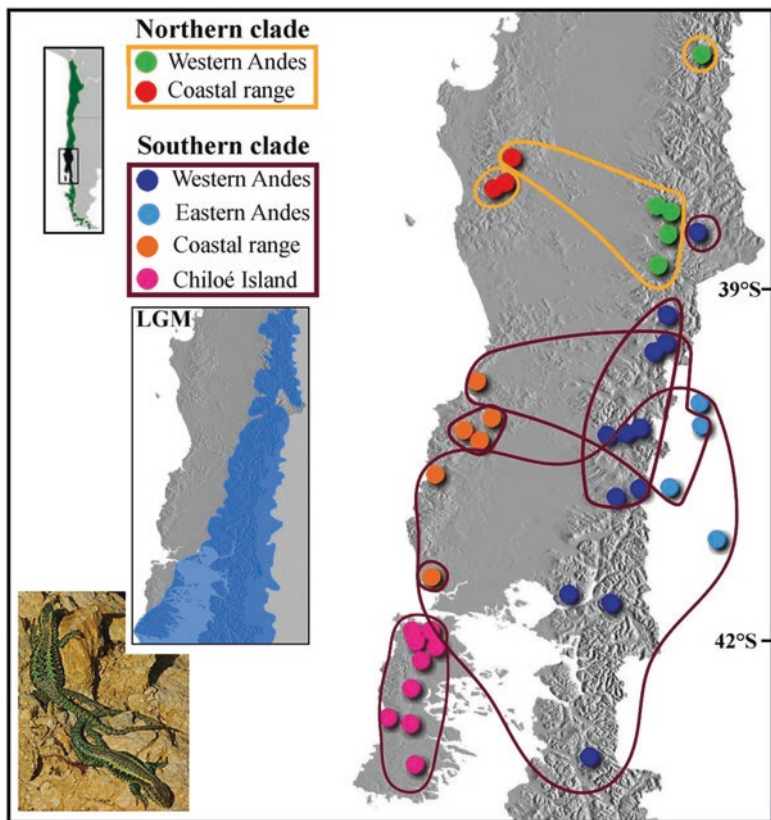 Northern clade
Western Andes
Coastal range
Southern clade
Western Andes
Eastern Andes
Coastal range
Chiloé Island
LGM
39°S
42°S